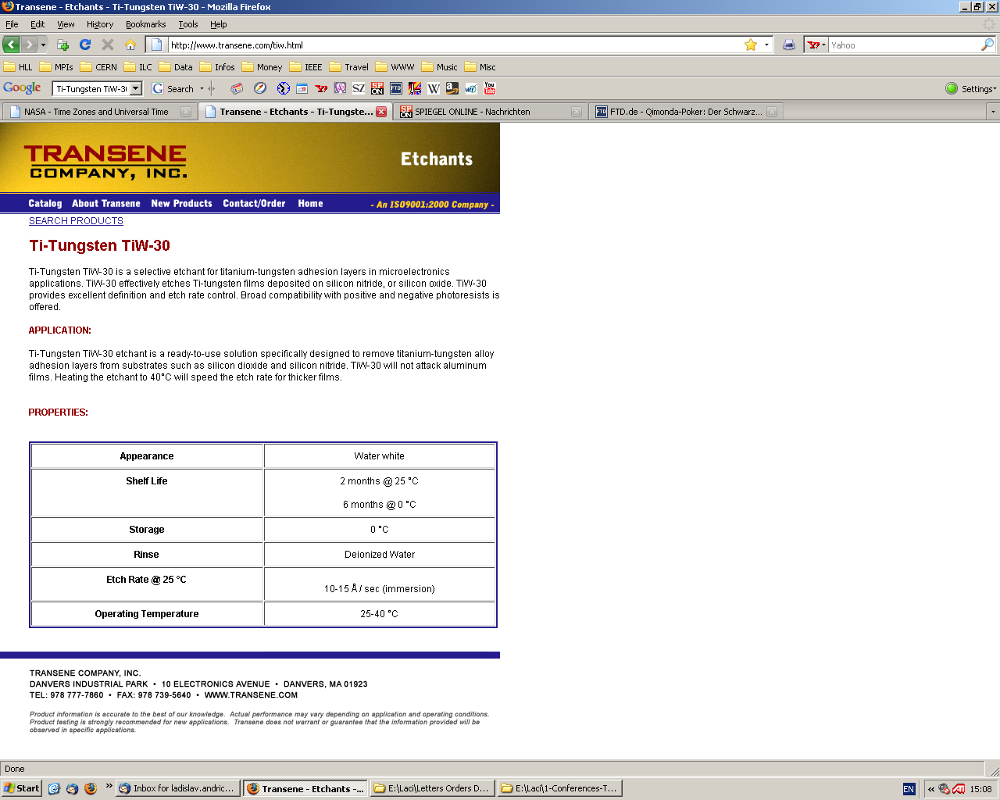 Transene - Etchants - Ti-Tungsten TiW-30 - Mozilla Firefox
File Edit View History Bookmarks Tools Help
http://www.transene.com/tiw.html
Yahoo
HLL MPIs CERN ILC Data Infos Money IEEE Travel WWW Music Misc
Google Ti-Tungsten TiW-3 Search Settings
NASA - Time Zones and Universal Time
Transene - Etchants - Ti-Tungste...
SPIEGEL ONLINE - Nachrichten
FTD.de - Qimonda-Poker: Der Schwarz...
TRANSENE
COMPANY, INC.
Etchants
Catalog About Transene New Products Contact/Order Home - An ISO9001:2000 Company -
SEARCH PRODUCTS
Ti-Tungsten TiW-30
Ti-Tungsten TiW-30 is a selective etchant for titanium-tungsten adhesion layers in microelectronics
applications. TiW-30 effectively etches Ti-tungsten films deposited on silicon nitride, or silicon oxide. TiW-30
provides excellent definition and etch rate control. Broad compatibility with positive and negative photoresists is
offered.
APPLICATION:
Ti-Tungsten TiW-30 etchant is a ready-to-use solution specifically designed to remove titanium-tungsten alloy
adhesion layers from substrates such as silicon dioxide and silicon nitride. TiW-30 will not attack aluminum
films. Heating the etchant to 40°C will speed the etch rate for thicker films.
PROPERTIES:
Appearance Water white
Shelf Life 2 months @ 25 °C
6 months @ 0 °C
Storage 0 °C
Rinse Deionized Water
Etch Rate @ 25 °C
10-15 Å / sec (immersion)
Operating Temperature 25-40 °C
TRANSENE COMPANY, INC.
DANVERS INDUSTRIAL PARK • 10 ELECTRONICS AVENUE • DANVERS, MA 01923
TEL: 978 777-7860 • FAX: 978 739-5640 • WWW.TRANSENE.COM
Product information is accurate to the best of our knowledge. Actual performance may vary depending on application and operating conditions.
Product testing is strongly recommended for new applications. Transene does not warrant or guarantee that the information provided will be
observed in specific applications.
Done
Start » Inbox for ladislav.andric... Transene - Etchants -... E:\Laci\Letters Orders D... E:\Laci\1-Conferences-T... EN « 15:08